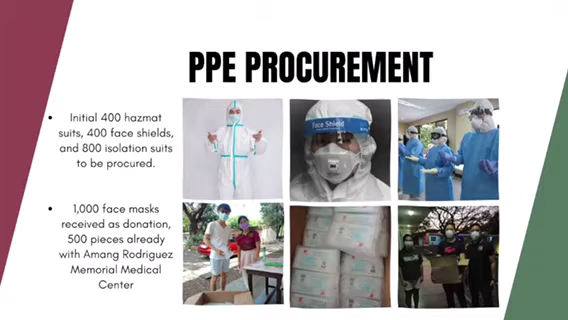 PPE PROCUREMENT
Initial 400 hazmat
suits, 400 face shields,
and 800 isolation suits
to be procured.
1,000 face masks
received as donation,
500 pieces already
with Amang Rodriguez
Memorial Medical
Center
Face Shield